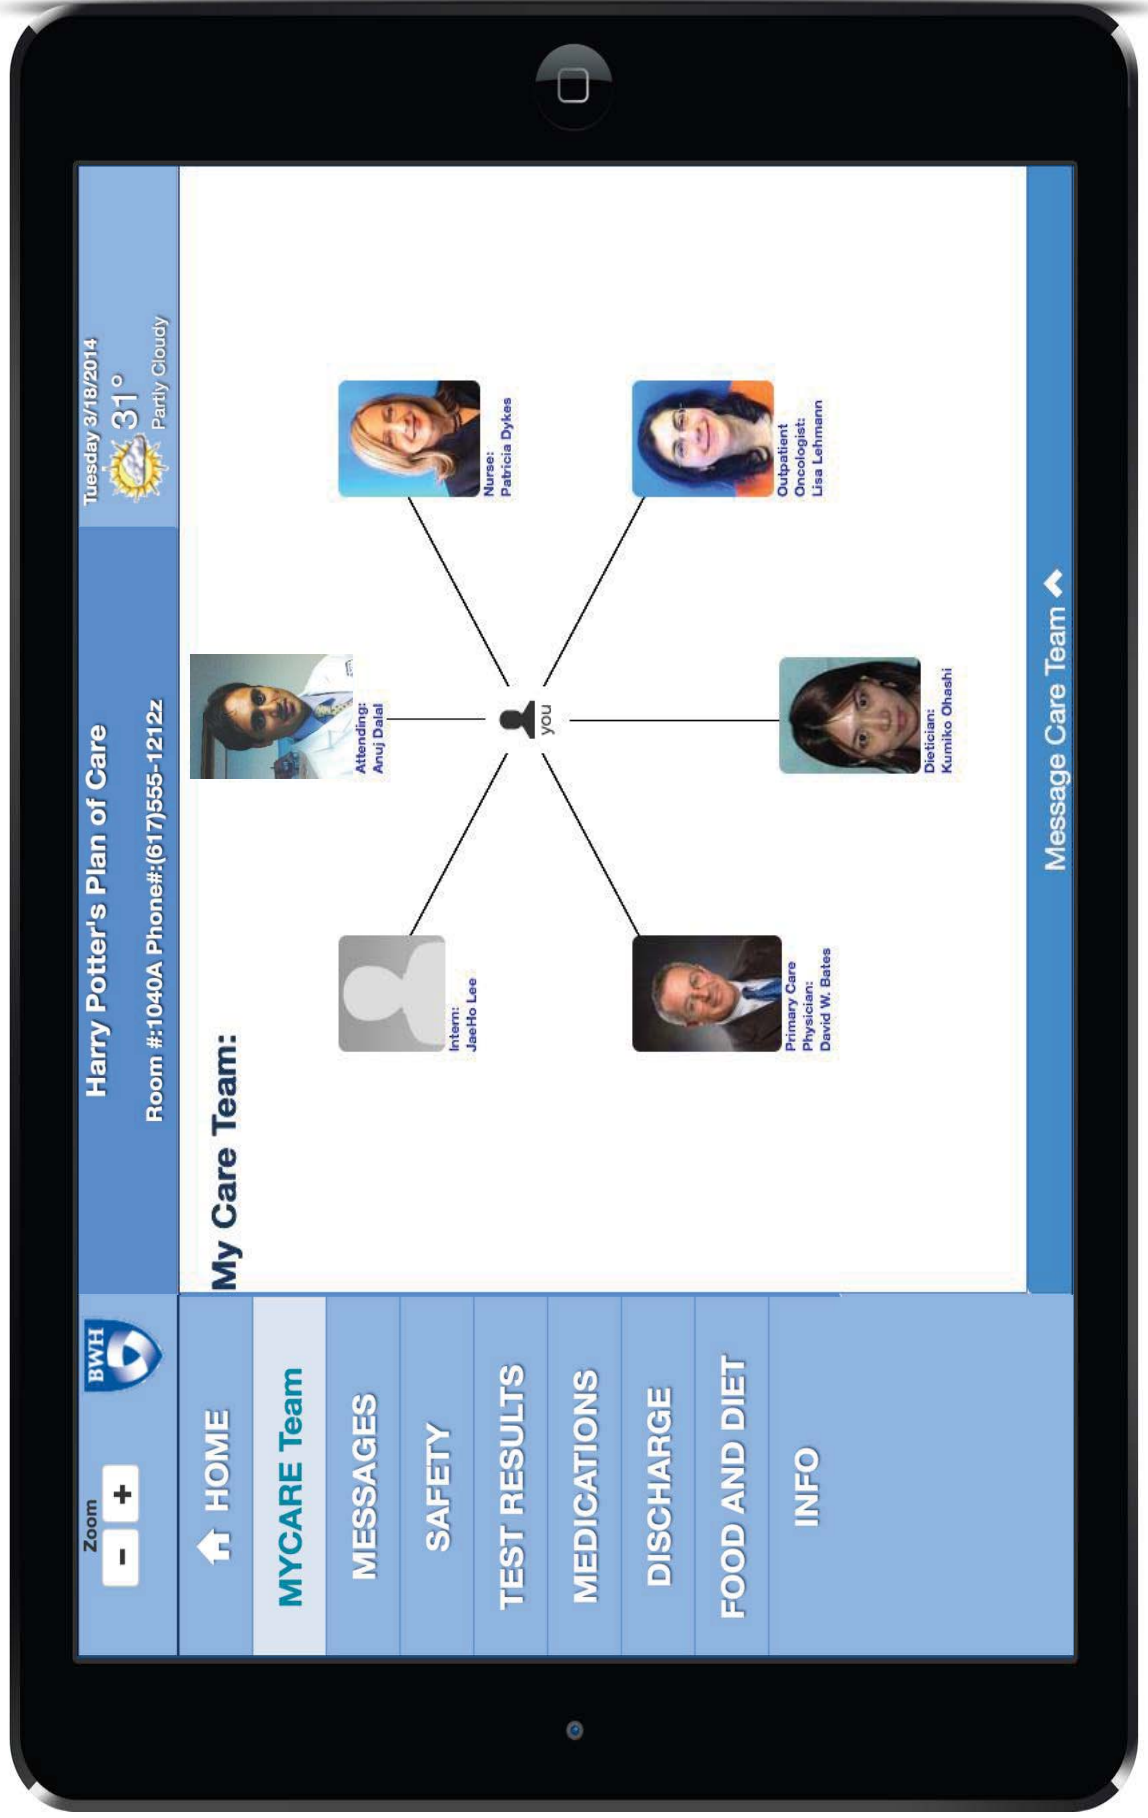 Zoom
- +
BWH
Harry Potter's Plan of Care
Room #:1040A Phone#:(617)555-1212z
Tuesday 3/18/2014
31°
Partly Cloudy
HOME
MYCARE Team
MESSAGES
SAFETY
TEST RESULTS
MEDICATIONS
DISCHARGE
FOOD AND DIET
INFO
My Care Team:
Attending:
Anuj Dalal
Intern:
JaeHo Lee
Nurse:
Patricia Dykes
you
Primary Care
Physician:
David W. Bates
Outpatient
Oncologist:
Lisa Lehmann
Dietician:
Kumiko Ohashi
Message Care Team